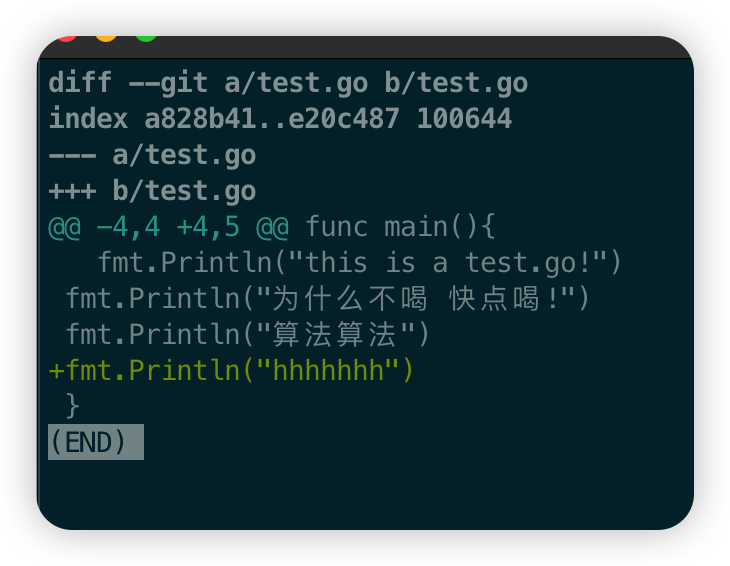 diff --git a/test.go b/test.go
index a828b41..e20c487 100644
--- a/test.go
+++ b/test.go
@@ -4,4 +4,5 @@ func main(){
   fmt.Println("this is a test.go!")
 fmt.Println("为什么不喝 快点喝!")
 fmt.Println("算法算法")
+fmt.Println("hhhhhhh")
 }
(END)